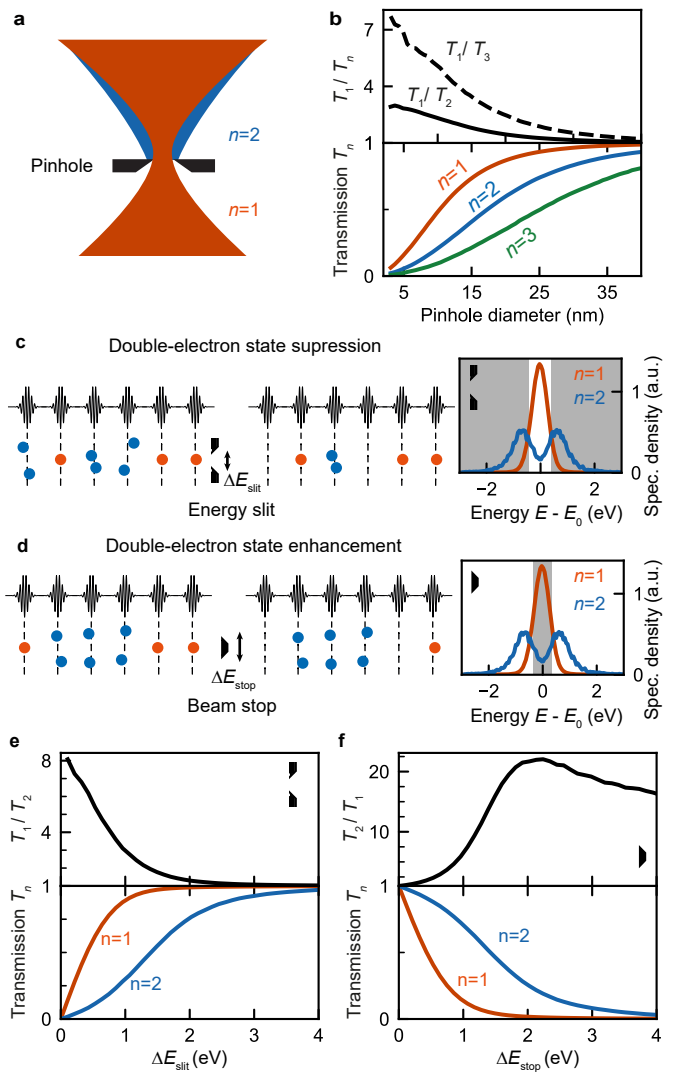 a
n=2
Pinhole
n=1
b
7
4
1
T1 / Tn
T1 / T3
T1 / T2
Transmission Tn
0
n=1
n=2
n=3
5
15
25
35
Pinhole diameter (nm)
c
Double-electron state supression
ΔEslit
Energy slit
n=1
n=2
1
0
Spec. density (a.u.)
−2
0
2
Energy E - E0 (eV)
d
Double-electron state enhancement
ΔEstop
Beam stop
n=1
n=2
1
0
Spec. density (a.u.)
−2
0
2
Energy E - E0 (eV)
e
8
4
1
T1 / T2
Transmission Tn
0
n=1
n=2
0
1
2
3
4
ΔEslit (eV)
f
20
10
1
T2 / T1
Transmission Tn
0
n=2
n=1
0
1
2
3
4
ΔEstop (eV)